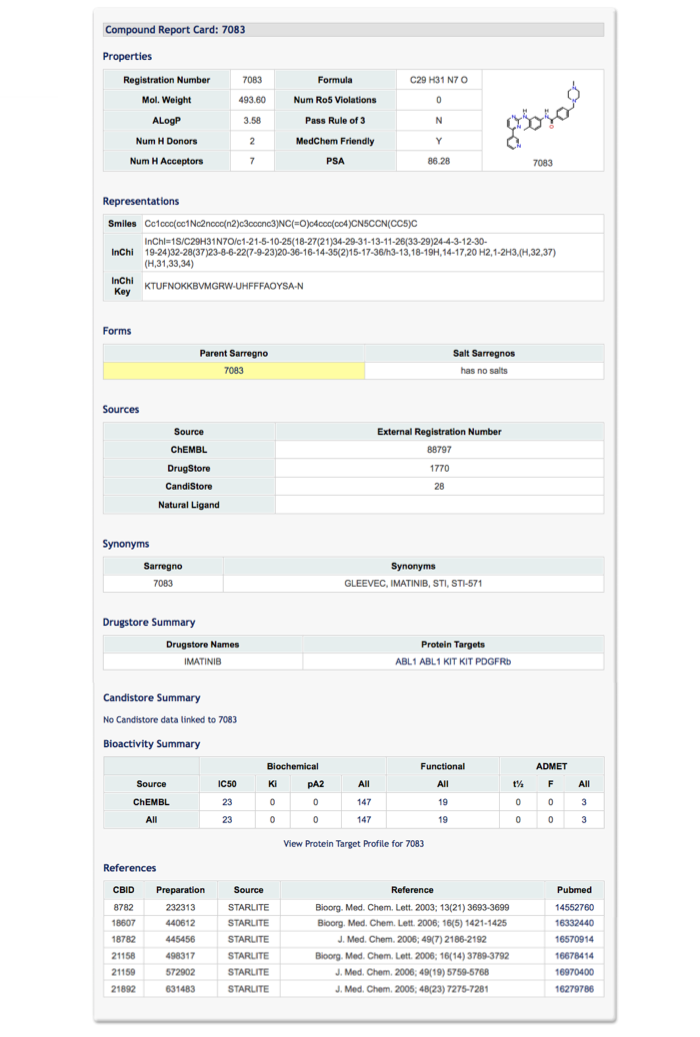 Compound Report Card: 7083
Properties
Registration Number 7083 Formula C29 H31 N7 O
Mol. Weight 493.60 Num Ro5 Violations 0
ALogP 3.58 Pass Rule of 3 N
Num H Donors 2 MedChem Friendly Y
Num H Acceptors 7 PSA 86.28
7083
Representations
Smiles Cc1ccc(cc1Nc2nccc(n2)c3cccnc3)NC(=O)c4ccc(cc4)CN5CCN(CC5)C
InChI=1S/C29H31N7O/c1-21-5-10-25(18-27(21)34-29-31-13-11-26(33-29)24-4-3-12-30-
InChi 19-24)32-28(37)23-8-6-22(7-9-23)20-36-16-14-35(2)15-17-36/h3-13,18-19H,14-17,20 H2,1-2H3,(H,32,37)
(H,31,33,34)
InChi
Key KTUFNOKKBVMGRW-UHFFFAOYSA-N
Forms
Parent Sarregno Salt Sarregnos
7083 has no salts
Sources
Source External Registration Number
ChEMBL 88797
DrugStore 1770
CandiStore 28
Natural Ligand
Synonyms
Sarregno Synonyms
7083 GLEEVEC, IMATINIB, STI, STI-571
Drugstore Summary
Drugstore Names Protein Targets
IMATINIB ABL1 ABL1 KIT KIT PDGFRb
Candistore Summary
No Candistore data linked to 7083
Bioactivity Summary
Biochemical Functional ADMET
Source IC50 Ki pA2 All All t½ F All
ChEMBL 23 0 0 147 19 0 0 3
All 23 0 0 147 19 0 0 3
View Protein Target Profile for 7083
References
CBID Preparation Source Reference Pubmed
8782 232313 STARLITE Bioorg. Med. Chem. Lett. 2003; 13(21) 3693-3699 14552760
18607 440612 STARLITE Bioorg. Med. Chem. Lett. 2006; 16(5) 1421-1425 16332440
18782 445456 STARLITE J. Med. Chem. 2006; 49(7) 2186-2192 16570914
21158 498317 STARLITE Bioorg. Med. Chem. Lett. 2006; 16(14) 3789-3792 16678414
21159 572902 STARLITE J. Med. Chem. 2006; 49(19) 5759-5768 16970400
21892 631483 STARLITE J. Med. Chem. 2005; 48(23) 7275-7281 16279786